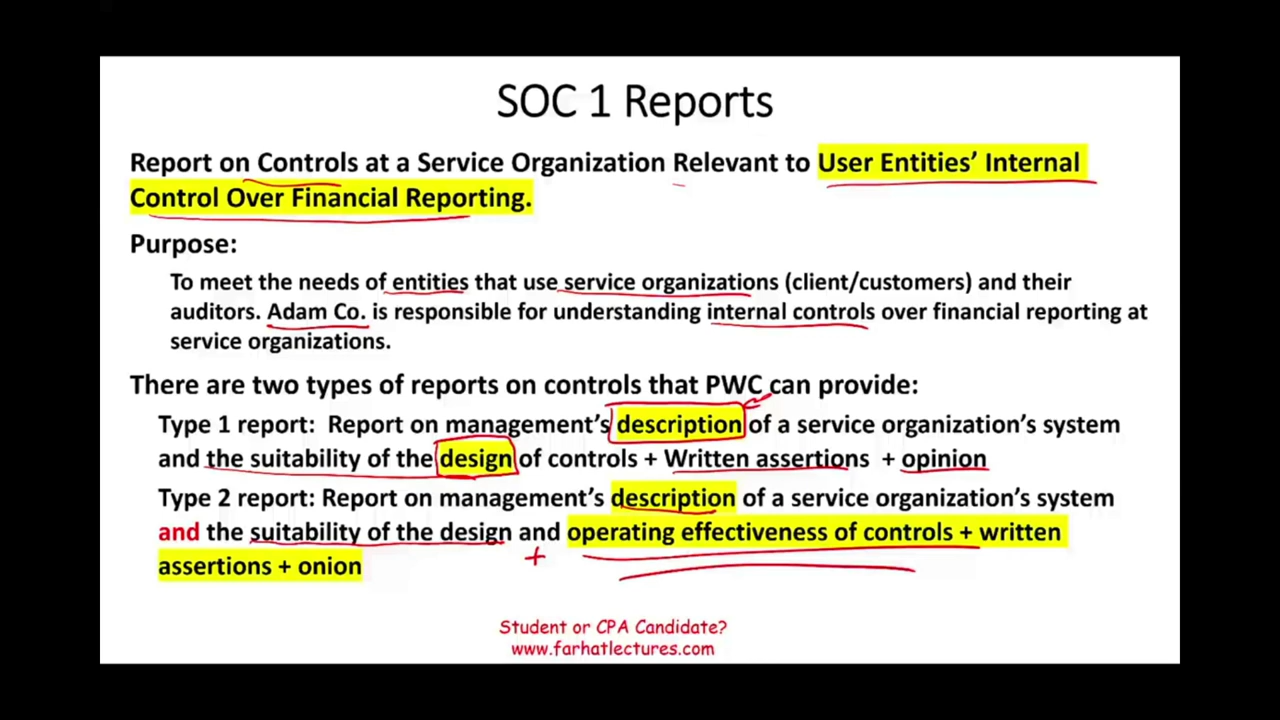 SOC 1 Reports
Report on Controls at a Service Organization Relevant to User Entities’ Internal
Control Over Financial Reporting.
Purpose:
To meet the needs of entities that use service organizations (client/customers) and their
auditors. Adam Co. is responsible for understanding internal controls over financial reporting at
service organizations.
There are two types of reports on controls that PWC can provide:
Type 1 report: Report on management’s description of a service organization’s system
and the suitability of the design of controls + Written assertions + opinion
Type 2 report: Report on management’s description of a service organization’s system
and the suitability of the design and operating effectiveness of controls + written
+
assertions + onion
Student or CPA Candidate?
www.farhatlectures.com